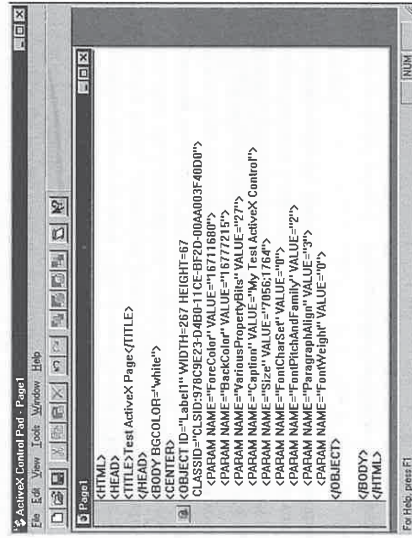 ActiveX Control Pad - Page1
File Edit View Tools Window Help
Page1
<HTML>
<HEAD>
<TITLE>Test ActiveX Page</TITLE>
</HEAD>
<BODY BGCOLOR="white">
<CENTER>
<OBJECT ID="Label1" WIDTH=267 HEIGHT=67
CLASSID="CLSID:978C9E23-D4B0-11CE-BF2D-00AA003F40D0">
<PARAM NAME="ForeColor" VALUE="16711680">
<PARAM NAME="BackColor" VALUE="16777215">
<PARAM NAME="VariousPropertyBits" VALUE="27">
<PARAM NAME="Caption" VALUE="My Test ActiveX Control">
<PARAM NAME="Size" VALUE="7056;1764">
<PARAM NAME="FontCharSet" VALUE="0">
<PARAM NAME="FontPitchAndFamily" VALUE="2">
<PARAM NAME="ParagraphAlign" VALUE="3">
<PARAM NAME="FontWeight" VALUE="0">
</OBJECT>
</BODY>
</HTML>
For Help, press F1
NUM